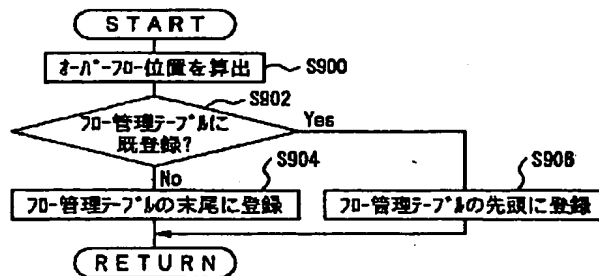 START
ｵｰﾊﾞｰﾌﾛｰ位置を算出
S900
S902
ﾌﾛｰ管理ﾃｰﾌﾞﾙに
既登録?
Yes
No
S904
S906
ﾌﾛｰ管理ﾃｰﾌﾞﾙの末尾に登録
ﾌﾛｰ管理ﾃｰﾌﾞﾙの先頭に登録
RETURN